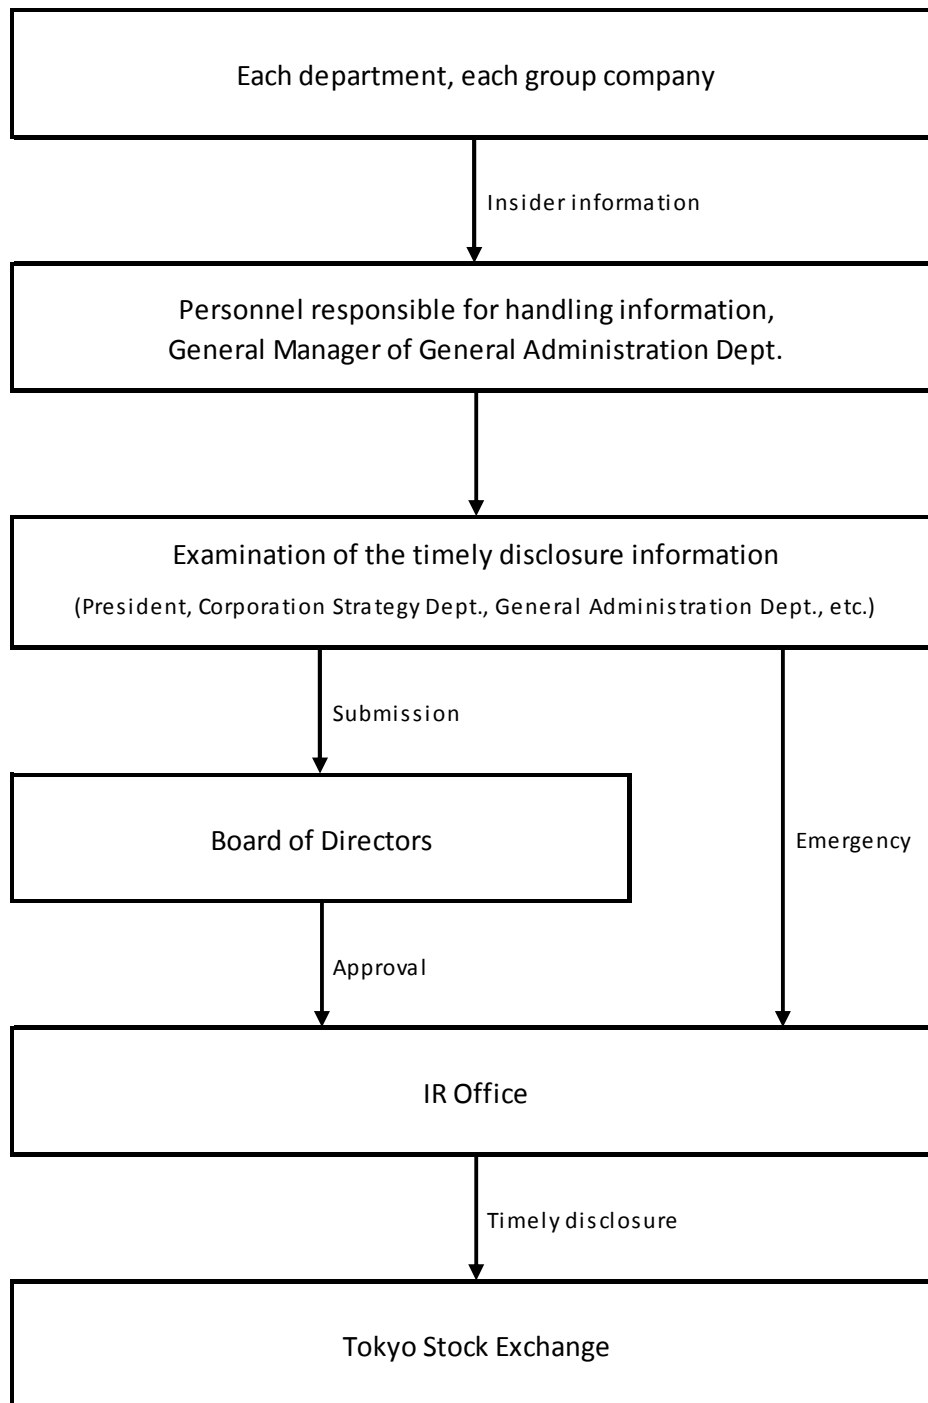 Each department, each group company
Insider information
Personnel responsible for handling information,
General Manager of General Administration Dept.
Examination of the timely disclosure information
(President, Corporation Strategy Dept., General Administration Dept., etc.)
Submission
Board of Directors
Emergency
Approval
IR Office
Timely disclosure
Tokyo Stock Exchange